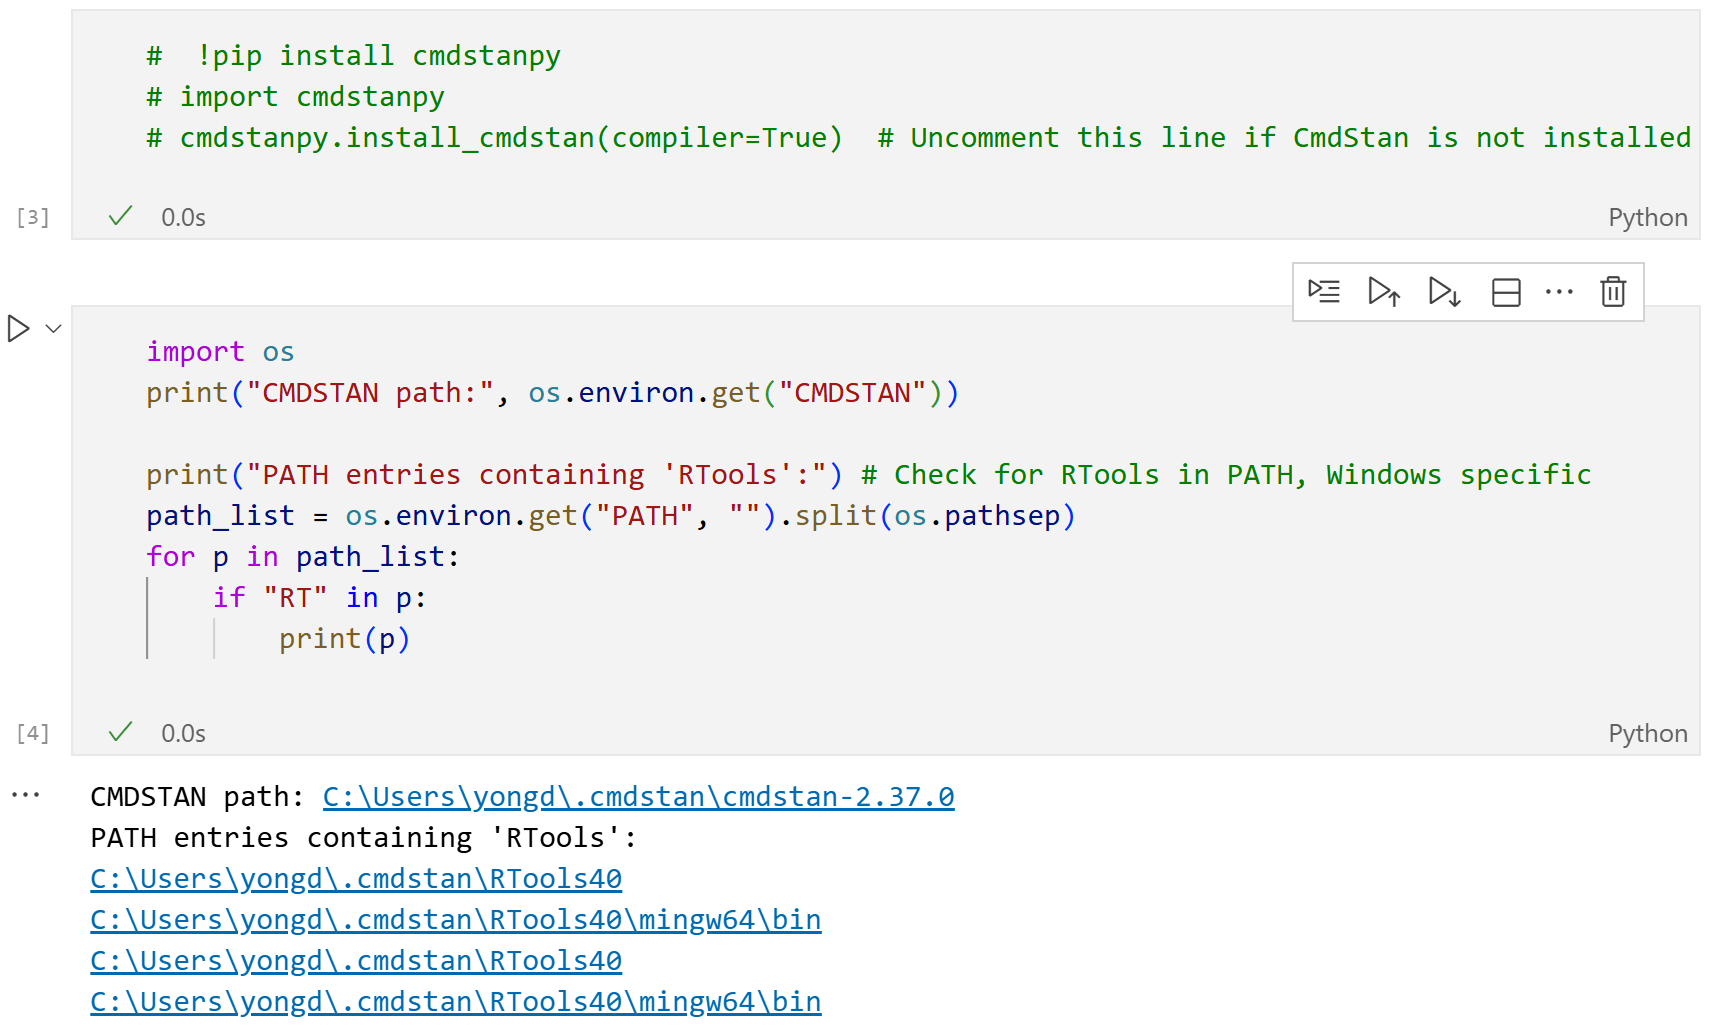 #  !pip install cmdstanpy
# import cmdstanpy
# cmdstanpy.install_cmdstan(compiler=True)  # Uncomment this line if CmdStan is not installed
[3]
0.0s
Python
import os
print("CMDSTAN path:", os.environ.get("CMDSTAN"))
print("PATH entries containing 'RTools':") # Check for RTools in PATH, Windows specific
path_list = os.environ.get("PATH", "").split(os.pathsep)
for p in path_list:
    if "RT" in p:
        print(p)
[4]
0.0s
Python
CMDSTAN path: C:\Users\yongd\.cmdstan\cmdstan-2.37.0
PATH entries containing 'RTools':
C:\Users\yongd\.cmdstan\RTools40
C:\Users\yongd\.cmdstan\RTools40\mingw64\bin
C:\Users\yongd\.cmdstan\RTools40
C:\Users\yongd\.cmdstan\RTools40\mingw64\bin